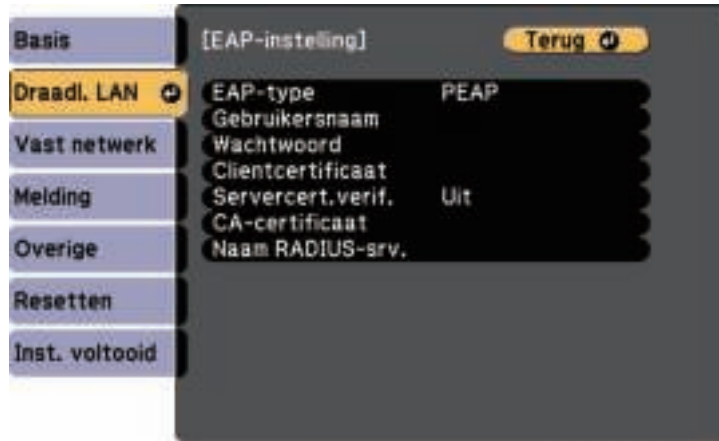 Basis
Draadl. LAN
Vast netwerk
Melding
Overige
Resetten
Inst. voltooid
[EAP-instelling]
Terug
EAP-type PEAP
Gebruikersnaam
Wachtwoord
Clientcertificaat
Servercert.verif. Uit
CA-certificaat
Naam RADIUS-srv.